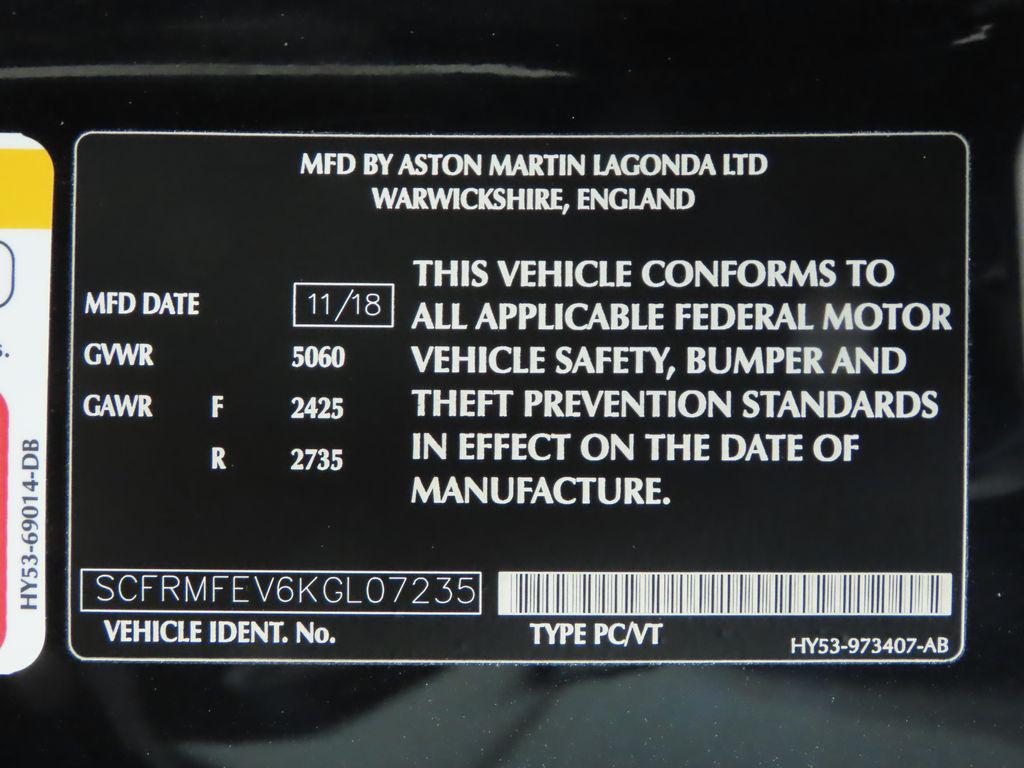 MFD BY ASTON MARTIN LAGONDA LTD
WARWICKSHIRE, ENGLAND
MFD DATE 11/18
GVWR 5060
GAWR F 2425
R 2735
THIS VEHICLE CONFORMS TO
ALL APPLICABLE FEDERAL MOTOR
VEHICLE SAFETY, BUMPER AND
THEFT PREVENTION STANDARDS
IN EFFECT ON THE DATE OF
MANUFACTURE.
SCFRMFEV6KGL07235
VEHICLE IDENT. No.
TYPE PC/VT
HY53-973407-AB
HY53-69014-DB
s.